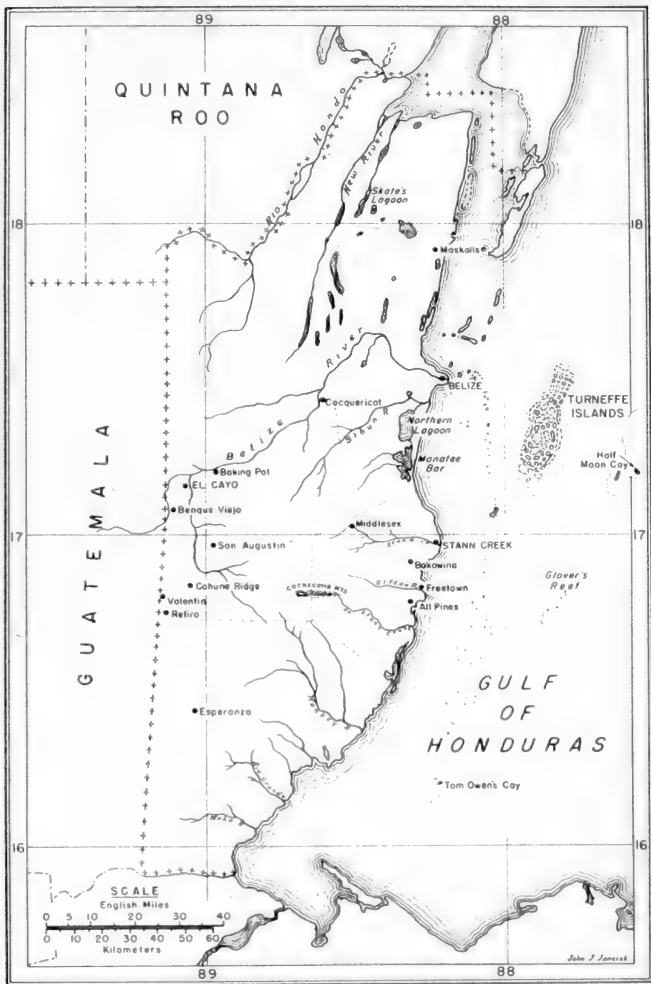 89
88
QUINTANA
ROO
Rio Hondo
New River
Skate's
Lagoon
18
18
Maskalls
Belize River
BELIZE
Cocquericot
Sibun R.
TURNEFFE
ISLANDS
Northern
Lagoon
Half
Moon Cay
Manatee
Bar
Baking Pot
EL CAYO
Benque Viejo
GUATEMALA
17
17
Middlesex
San Augustin
STANN CREEK
Bokowina
Glover's
Reef
Cohune Ridge
COCKSCOMB MTS.
Freetown
Valentin
All Pines
Retiro
GULF
OF
HONDURAS
Esperanza
Tom Owen's Cay
16
16
SCALE
English Miles
0 5 10 20 30 40
0 10 20 30 40 50 60
Kilometers
89
88
John J. Janecek